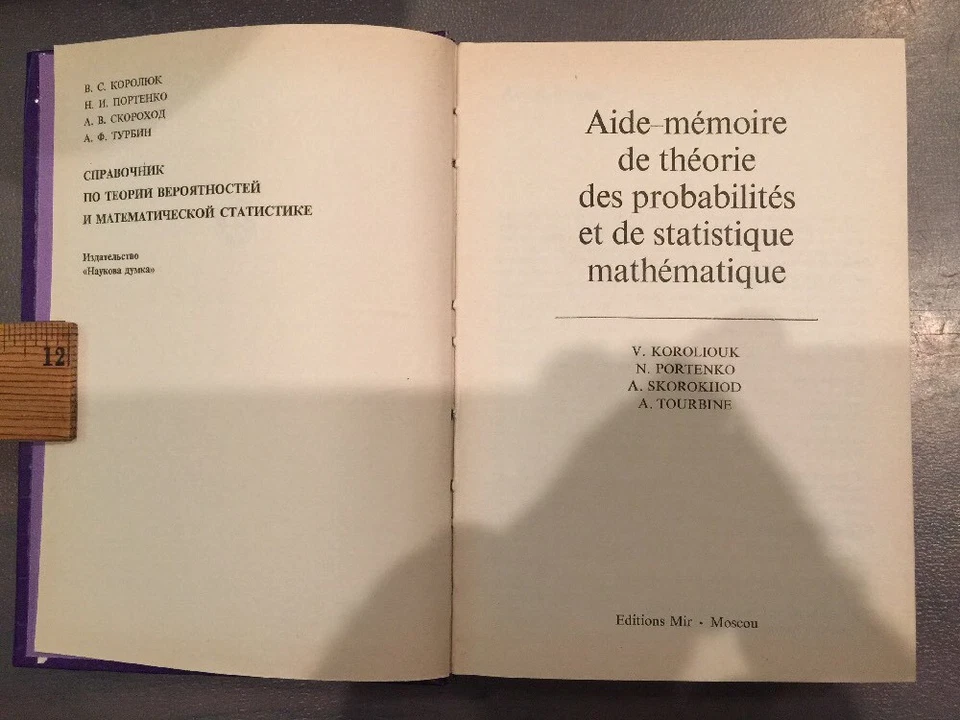 В. С. КОРОЛЮК
Н. И. ПОРТЕНКО
А. В. СКОРОХОД
А. Ф. ТУРБИН
СПРАВОЧНИК
ПО ТЕОРИИ ВЕРОЯТНОСТЕЙ
И МАТЕМАТИЧЕСКОЙ СТАТИСТИКЕ
Издательство
«Наукова думка»
12
Aide-mémoire
de théorie
des probabilités
et de statistique
mathématique
V. KOROLIOUK
N. PORTENKO
A. SKOROKHOD
A. TOURBINE
Editions Mir • Moscou